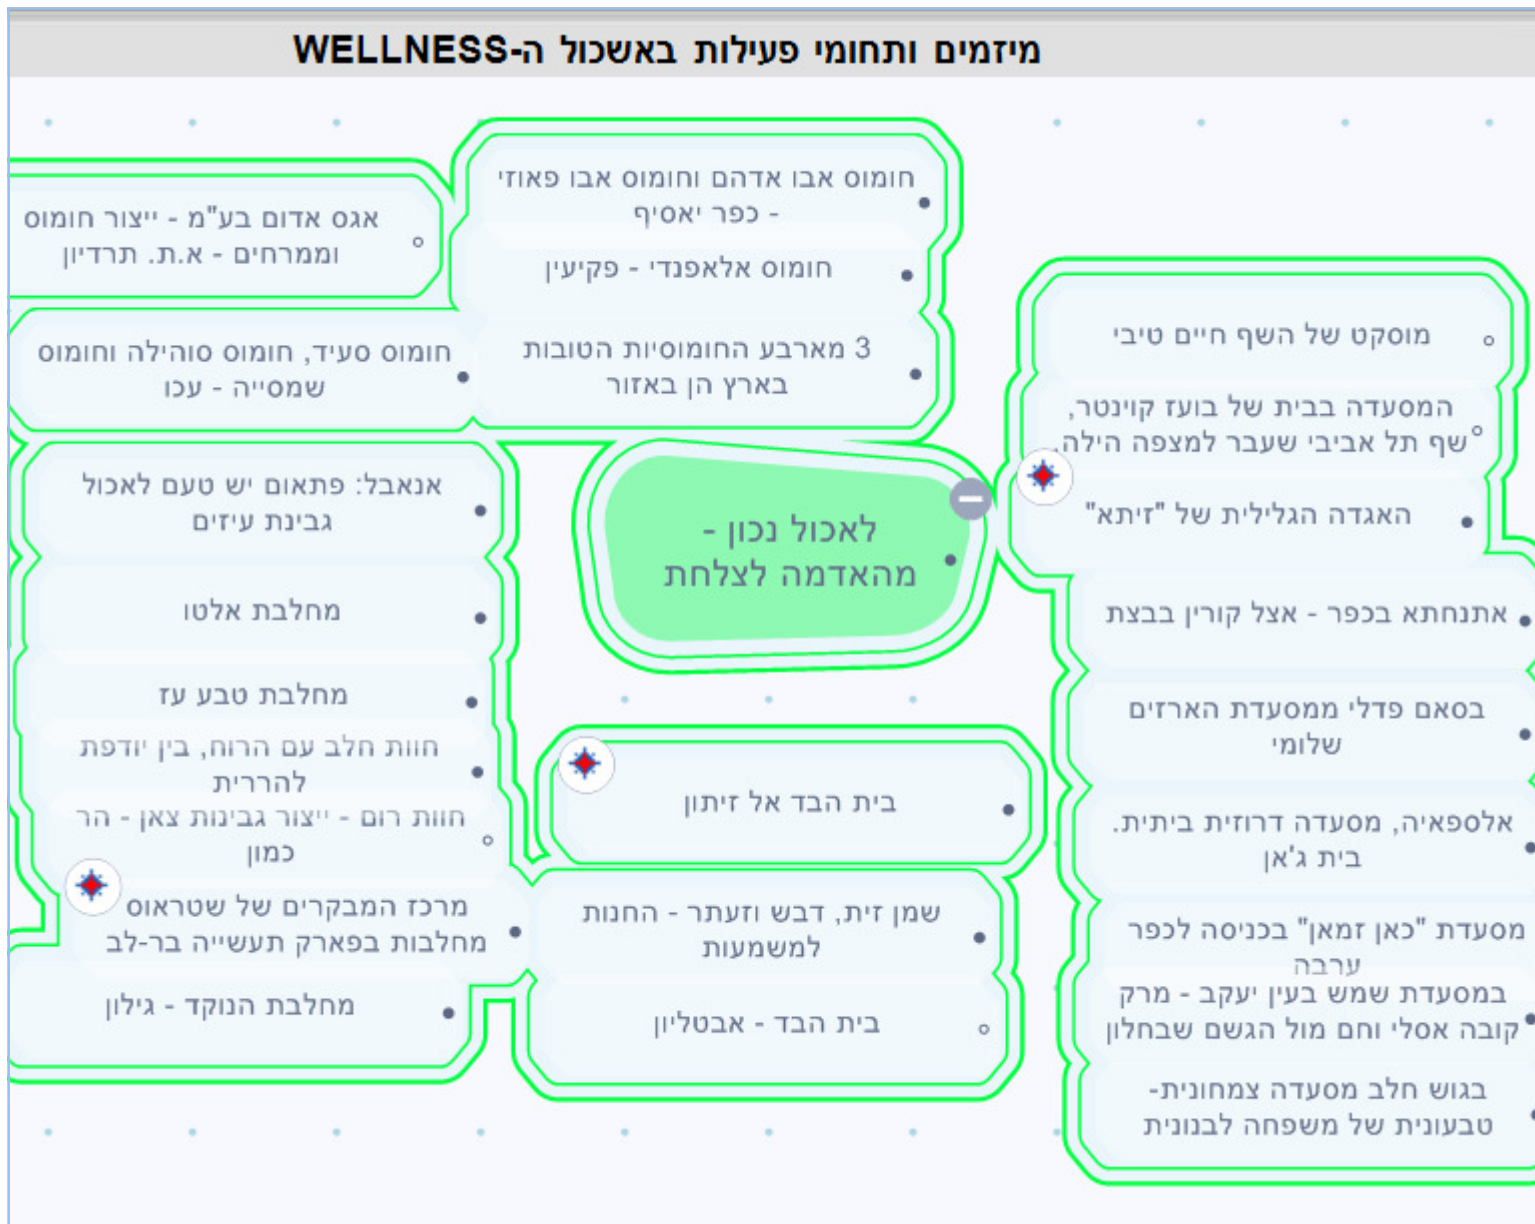 מיזמים ותחומי פעילות באשכול ה-WELLNESS
מוסקט של השף חיים טיבי
המסעדה בבית של בועז קוינטר,
שף תל אביבי שעבר למצפה הילה.
האגדה הגלילית של "זיתא"
אתנחתא בכפר - אצל קורין בבצת
בסאם פדלי ממסעדת הארזים
שלומי
אלספאיה, מסעדה דרוזית ביתית.
בית ג'אן
מסעדת "כאן זמאן" בכניסה לכפר
ערבה
במסעדת שמש בעין יעקב - מרק
קובה אסלי וחם מול הגשם שבחלון
בגוש חלב מסעדה צמחונית-
טבעונית של משפחה לבנונית
חומוס אבו אדהם וחומוס אבו פאוזי
- כפר יאסיף
חומוס אלאפנדי - פקיעין
3 מארבע החומוסיות הטובות
בארץ הן באזור
לאכול נכון -
מהאדמה לצלחת
בית הבד אל זיתון
שמן זית, דבש וזעתר - החנות
למשמעות
בית הבד - אבטליון
אגס אדום בע"מ - ייצור חומוס
וממרחים - א.ת. תרדיון
חומוס סעיד, חומוס סוהילה וחומוס
שמסייה - עכו
אנאבל: פתאום יש טעם לאכול
גבינת עיזים
מחלבת אלטו
מחלבת טבע עז
חוות חלב עם הרוח, בין יודפת
להררית
חוות רום - ייצור גבינות צאן - הר
כמון
מרכז המבקרים של שטראוס
מחלבות בפארק תעשייה בר-לב
מחלבת הנוקד - גילון